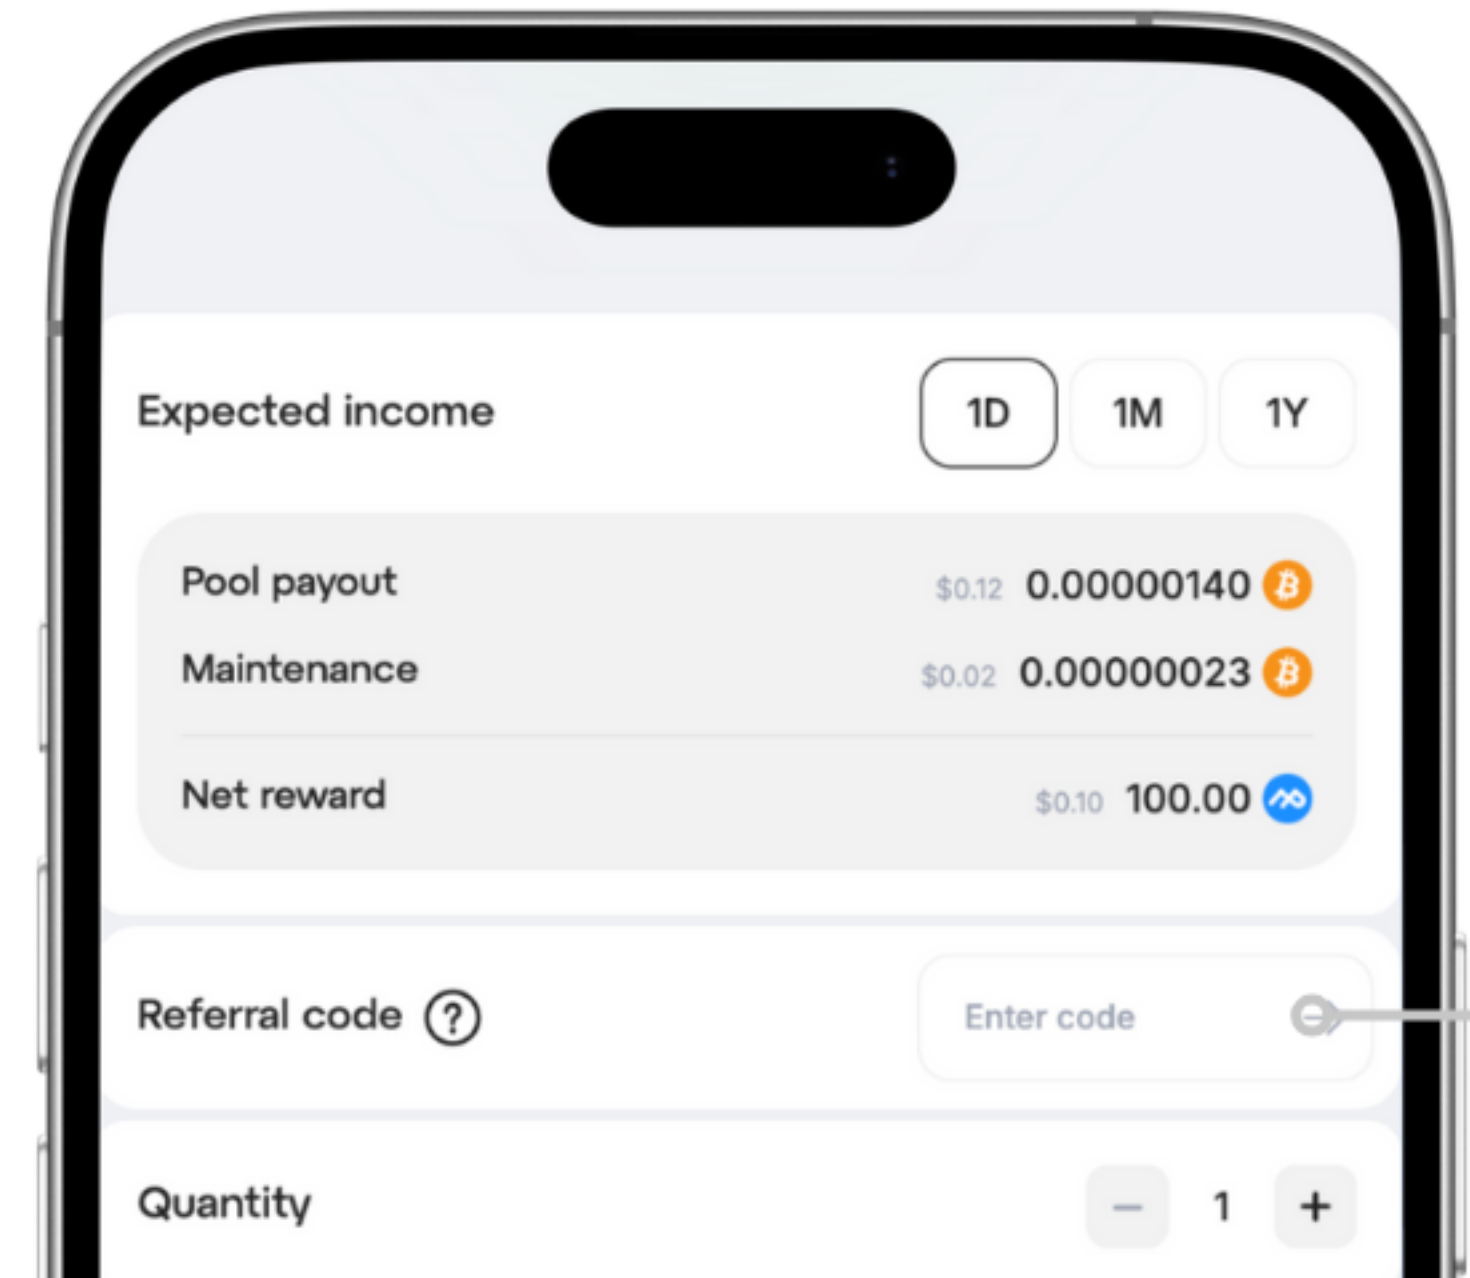 Expected income 1D 1M 1Y
Pool payout $0.12 0.00000140
Maintenance $0.02 0.00000023
Net reward $0.10 100.00
Referral code ? Enter code
Quantity − 1 +